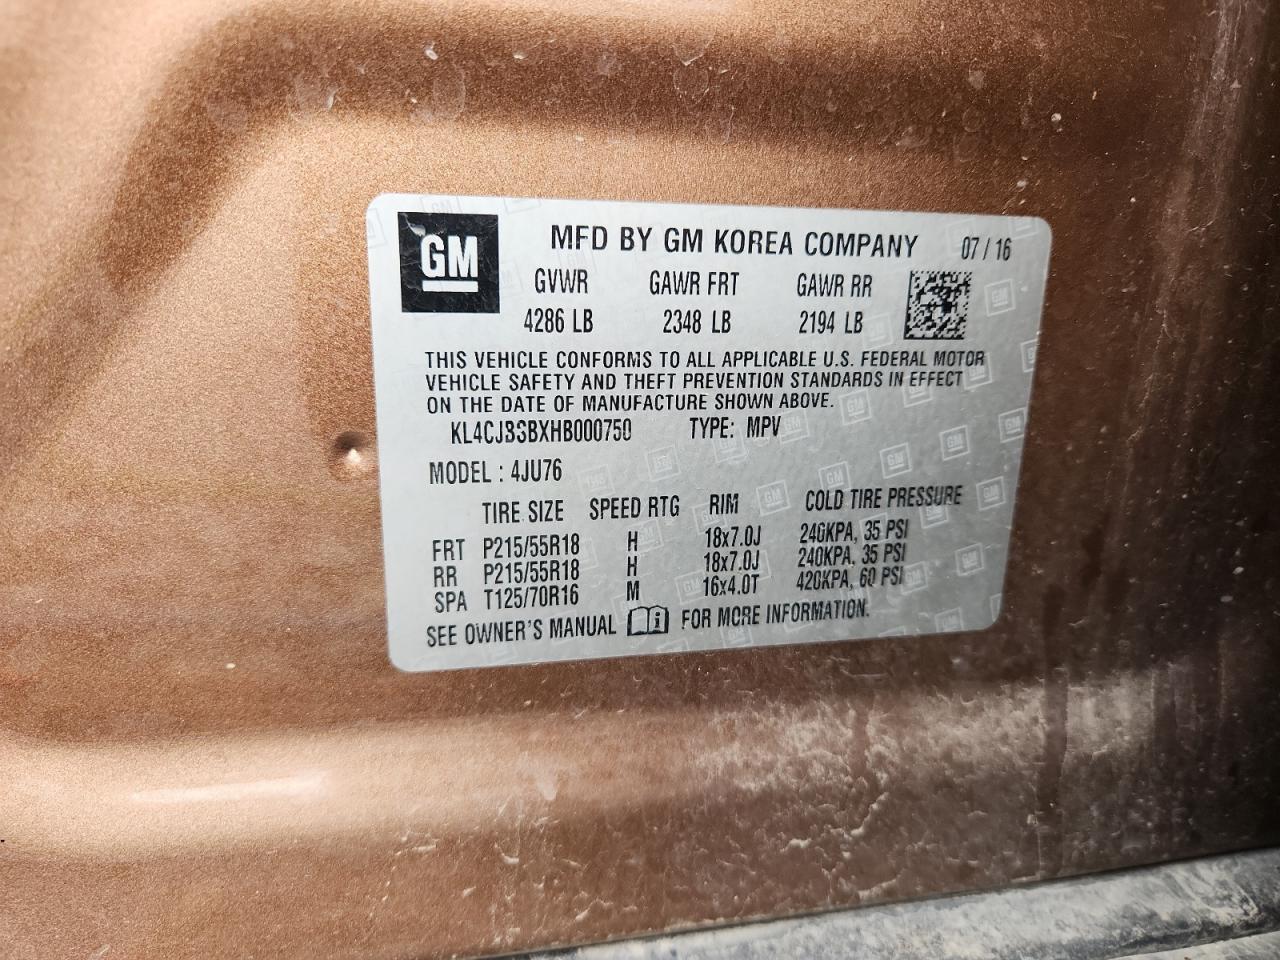 GM MFD BY GM KOREA COMPANY 07 / 16
GVWR GAWR FRT GAWR RR
4286 LB 2348 LB 2194 LB
THIS VEHICLE CONFORMS TO ALL APPLICABLE U.S. FEDERAL MOTOR
VEHICLE SAFETY AND THEFT PREVENTION STANDARDS IN EFFECT
ON THE DATE OF MANUFACTURE SHOWN ABOVE.
KL4CJ3SBXHB000750 TYPE: MPV
MODEL : 4JU76
TIRE SIZE SPEED RTG RIM COLD TIRE PRESSURE
FRT P215/55R18 H 18x7.0J 240KPA, 35 PSI
RR P215/55R18 H 18x7.0J 240KPA, 35 PSI
SPA T125/70R16 M 16x4.0T 420KPA, 60 PSI
SEE OWNER'S MANUAL FOR MORE INFORMATION.